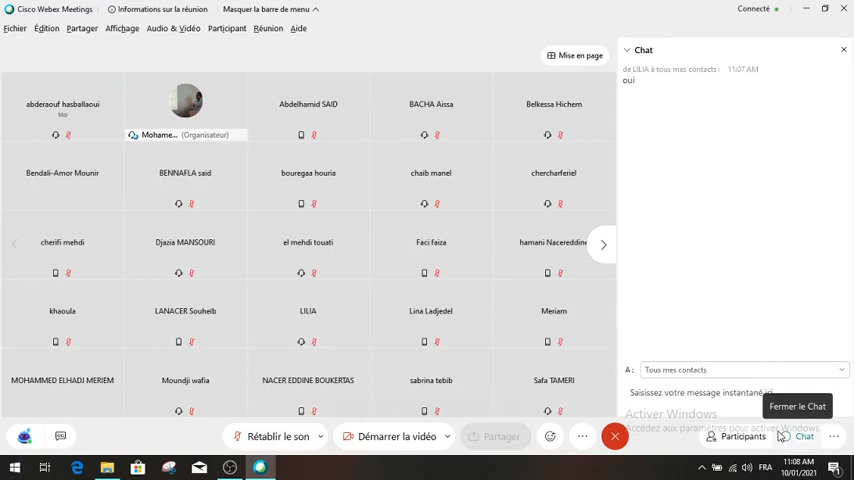 Cisco Webex Meetings
Informations sur la réunion
Masquer la barre de menu
Connecté
Fichier Édition Partager Affichage Audio & Vidéo Participant Réunion Aide
Mise en page
Chat
de LILIA à tous mes contacts : 11:07 AM
oui
abderaouf hasballaoui
Moi
Mohame... (Organisateur)
Abdelhamid SAID
BACHA Aissa
Belkessa Hichem
Bendali-Amor Mounir
BENNAFLA said
bouregaa houria
chaib manel
chercharferiel
cherifi mehdi
Djazia MANSOURI
el mehdi touati
Faci faiza
hamani Nacereddine
khaoula
LANACER Souheib
LILIA
Lina Ladjedel
Meriam
MOHAMMED ELHADJ MERIEM
Moundji wafia
NACER EDDINE BOUKERTAS
sabrina tebib
Safa TAMERI
A : Tous mes contacts
Saisissez votre message instantané ici
Fermer le Chat
Activer Windows
Accédez aux paramètres pour activer Windows.
Rétablir le son
Démarrer la vidéo
Partager
Participants
Chat
FRA
11:08 AM
10/01/2021
1